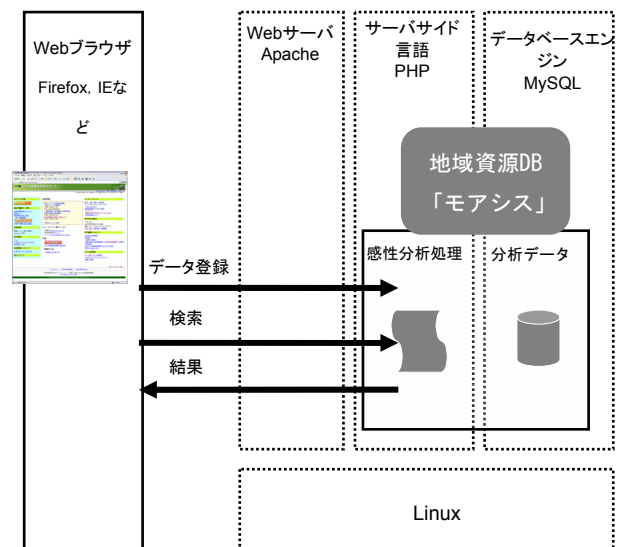 Webブラウザ
Firefox, IEな
ど
Webサーバ
Apache
サーバサイド
言語
PHP
データベースエン
ジン
MySQL
地域資源DB
「モアシス」
感性分析処理
分析データ
データ登録
検索
結果
Linux